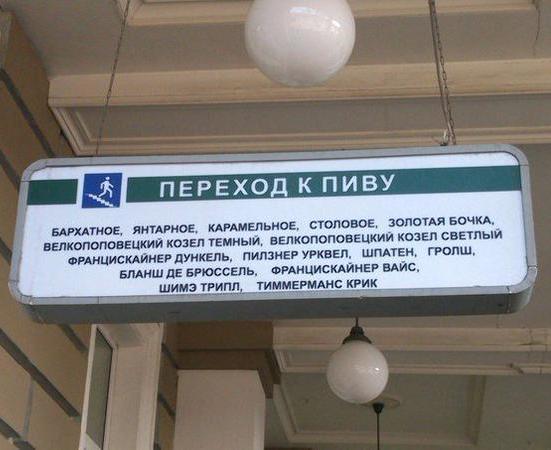 ПЕРЕХОД К ПИВУ
БАРХАТНОЕ, ЯНТАРНОЕ, КАРАМЕЛЬНОЕ, СТОЛОВОЕ, ЗОЛОТАЯ БОЧКА,
ВЕЛКОПОПОВЕЦКИЙ КОЗЕЛ ТЕМНЫЙ, ВЕЛКОПОПОВЕЦКИЙ КОЗЕЛ СВЕТЛЫЙ
ФРАНЦИСКАЙНЕР ДУНКЕЛЬ, ПИЛЗНЕР УРКВЕЛ, ШПАТЕН, ГРОЛШ,
БЛАНШ ДЕ БРЮССЕЛЬ, ФРАНЦИСКАЙНЕР ВАЙС,
ШИМЭ ТРИПЛ, ТИММЕРМАНС КРИК